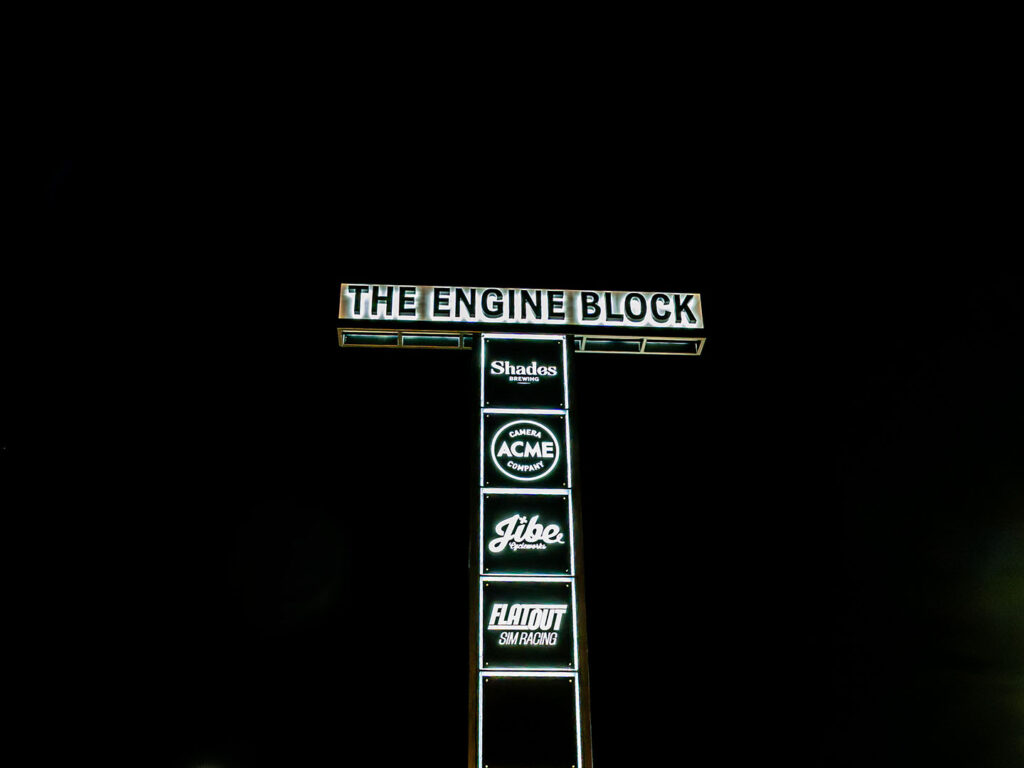 THE ENGINE BLOCK
Shades
BREWING
CAMERA
ACME
COMPANY
Jibe
Cycleworks
FLATOUT
SIM RACING